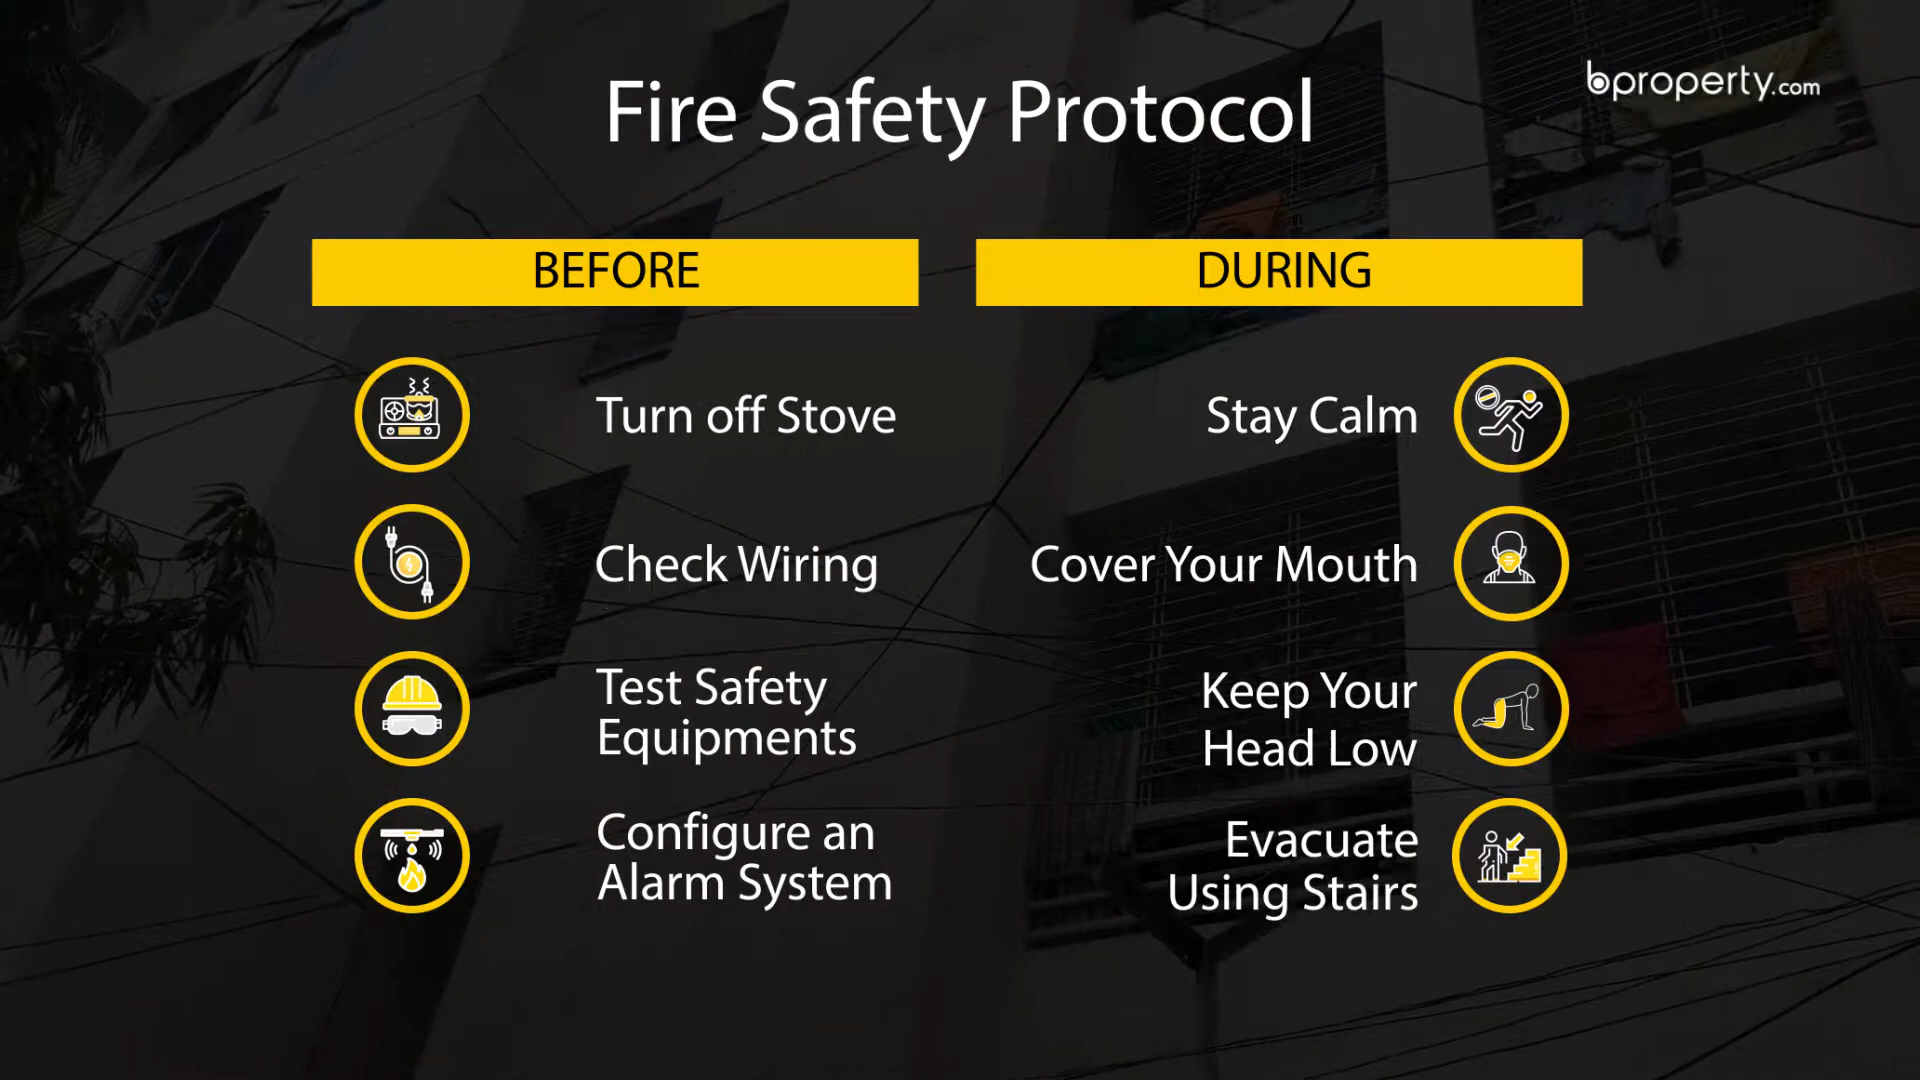 Fire Safety Protocol
bproperty.com
BEFORE
Turn off Stove
Check Wiring
Test Safety
Equipments
Configure an
Alarm System
DURING
Stay Calm
Cover Your Mouth
Keep Your
Head Low
Evacuate
Using Stairs